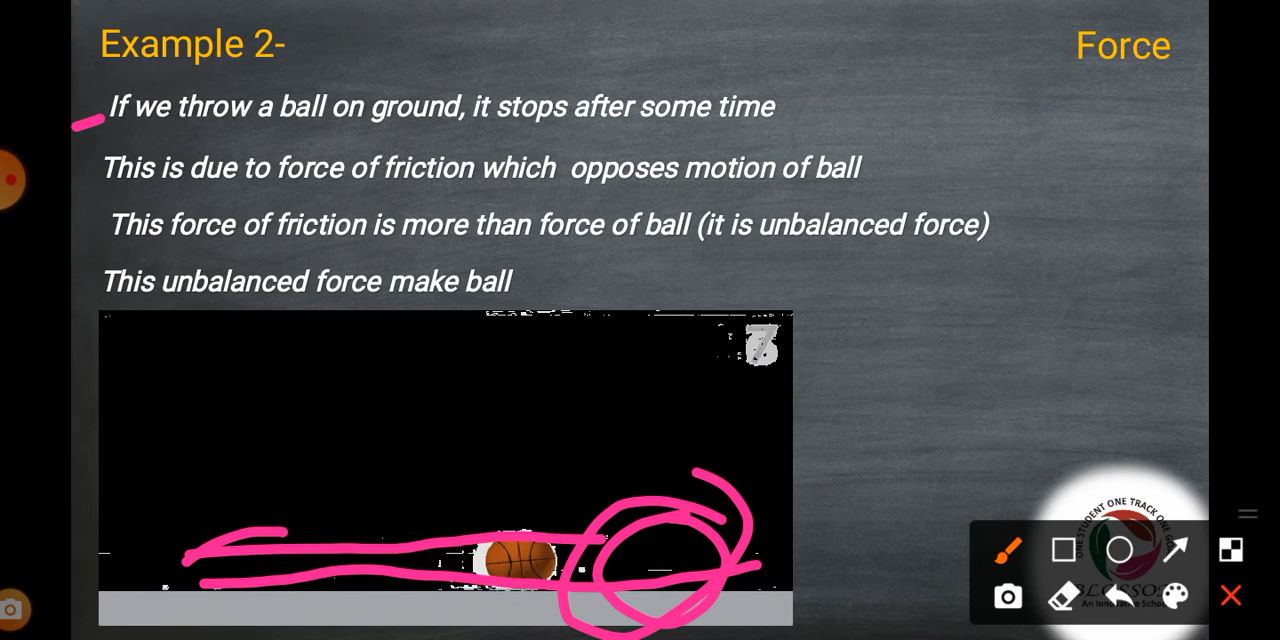 Example 2-
Force
If we throw a ball on ground, it stops after some time
This is due to force of friction which opposes motion of ball
This force of friction is more than force of ball (it is unbalanced force)
This unbalanced force make ball
ONE STUDENT ONE TRACK ONE
An Innovative School